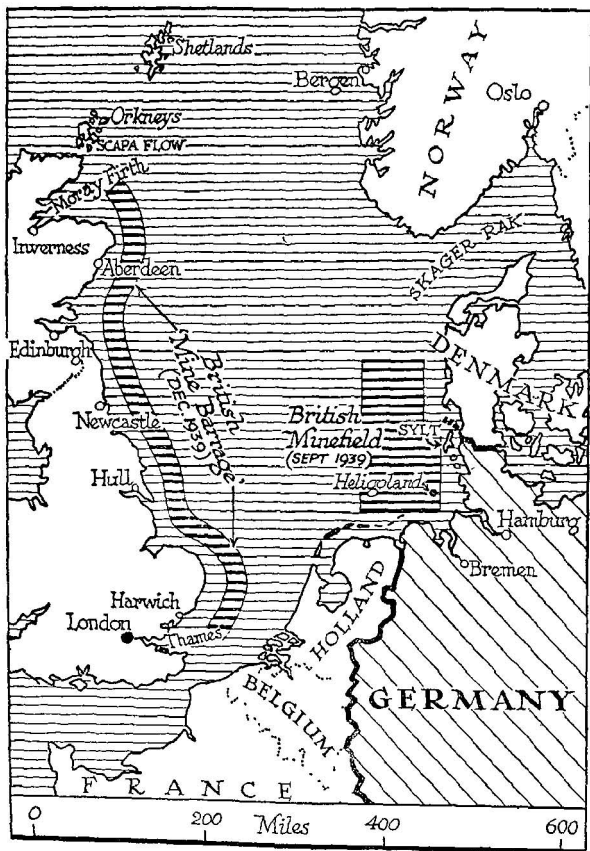 Shetlands
Bergen
NORWAY
Oslo
Orkneys
SCAPA FLOW
Moray Firth
Inverness
Aberdeen
SKAGER RAK
Edinburgh
British
Mine Barrage
(DEC. 1939)
DENMARK
Newcastle
British
Minefield
(SEPT 1939)
SYLT
Hull
Heligoland
Hamburg
Bremen
Harwich
London
Thames
HOLLAND
BELGIUM
GERMANY
FRANCE
0 200 Miles 400 600